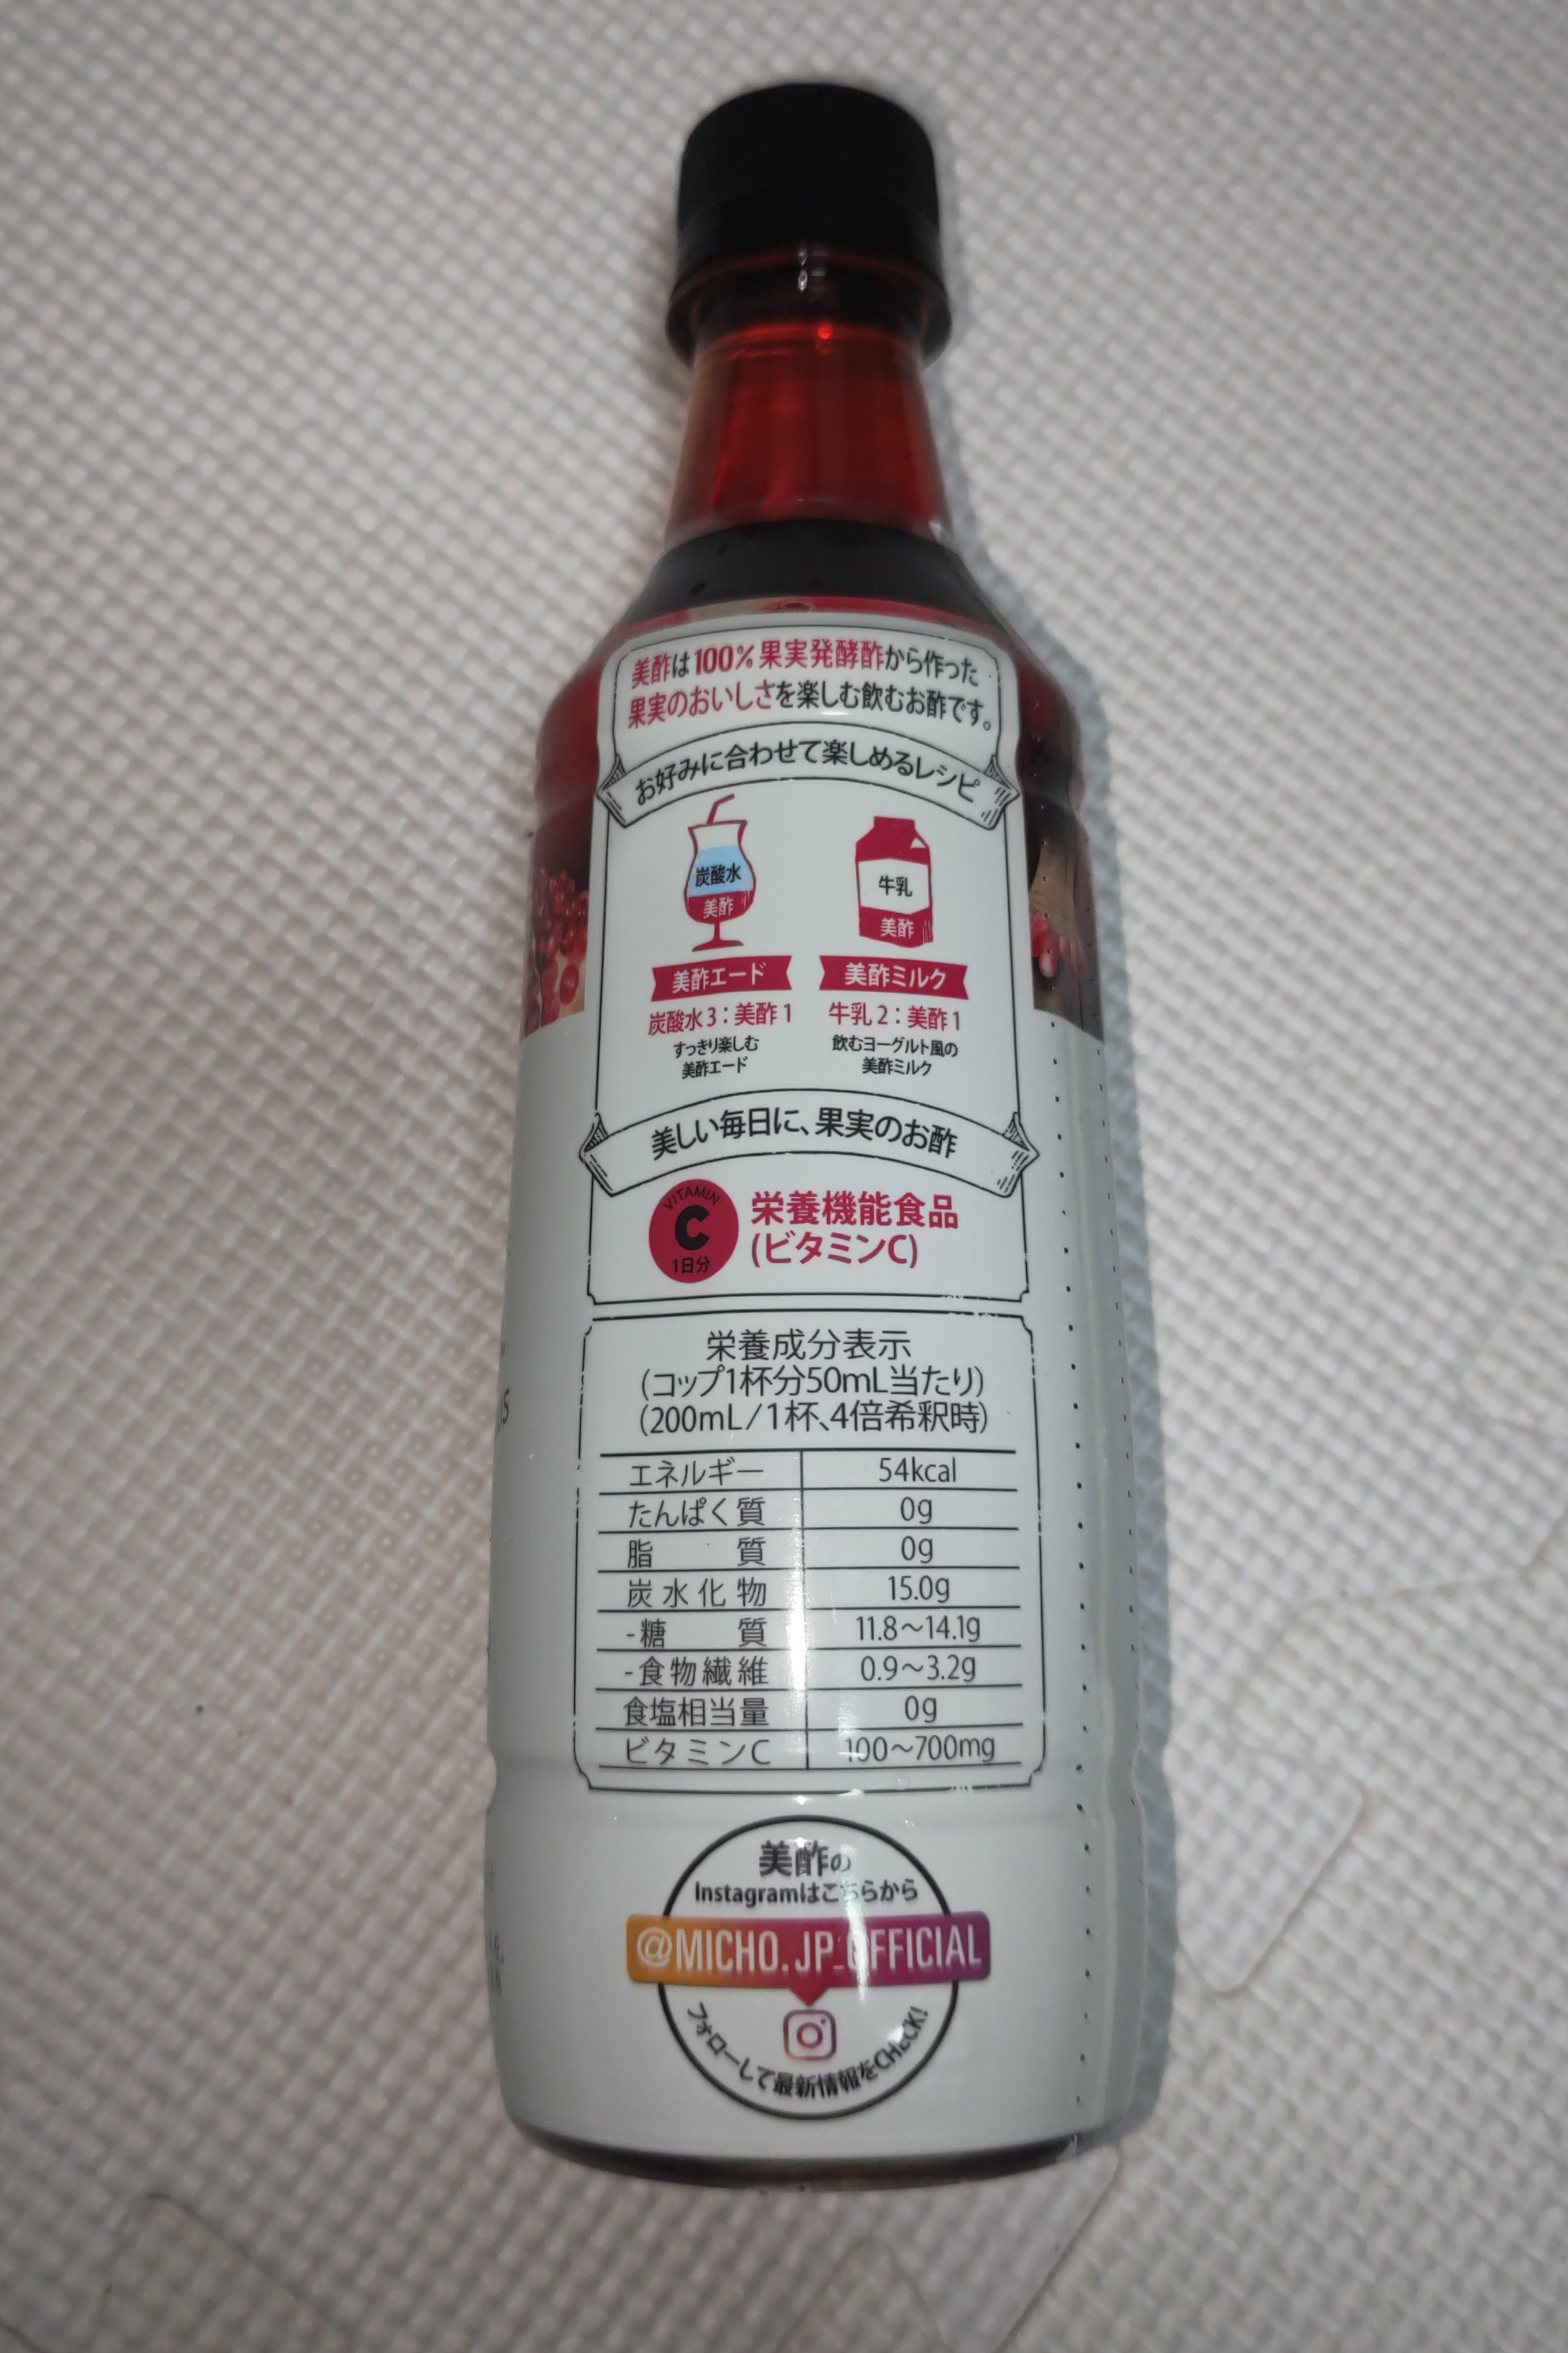 美酢は100%果実発酵酢から作った
果実のおいしさを楽しむ飲むお酢です。
お好みに合わせて楽しめるレシピ
炭酸水
美酢
牛乳
美酢
美酢エード
美酢ミルク
炭酸水3:美酢1
牛乳2:美酢1
すっきり楽しむ
美酢エード
飲むヨーグルト風の
美酢ミルク
美しい毎日に、果実のお酢
VITAMIN
C
1日分
栄養機能食品
(ビタミンC)
栄養成分表示
(コップ1杯分50mL当たり)
(200mL/1杯、4倍希釈時)
エネルギー 54kcal
たんぱく質 0g
脂質 0g
炭水化物 15.0g
-糖質 11.8〜14.1g
-食物繊維 0.9〜3.2g
食塩相当量 0g
ビタミンC 100〜700mg
美酢の
Instagramはこちらから
@MICHO.JP_OFFICIAL
フォローして最新情報をCHECK!